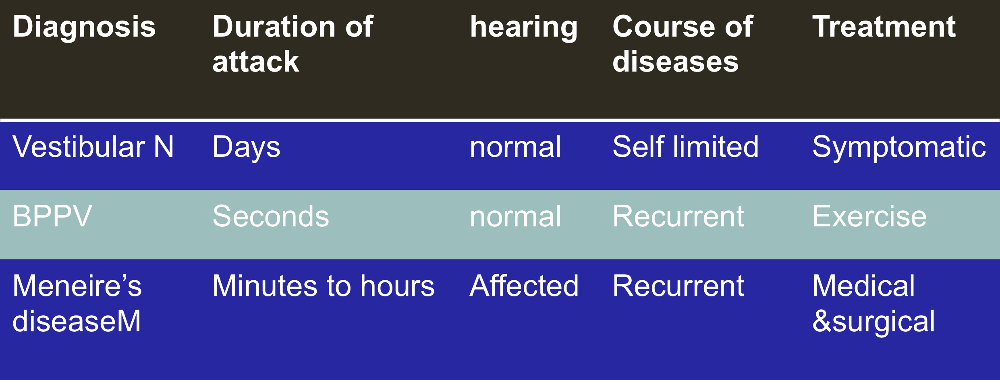 Diagnosis Duration of attack hearing Course of diseases Treatment
Vestibular N Days normal Self limited Symptomatic
BPPV Seconds normal Recurrent Exercise
Meneire’s diseaseM Minutes to hours Affected Recurrent Medical &surgical